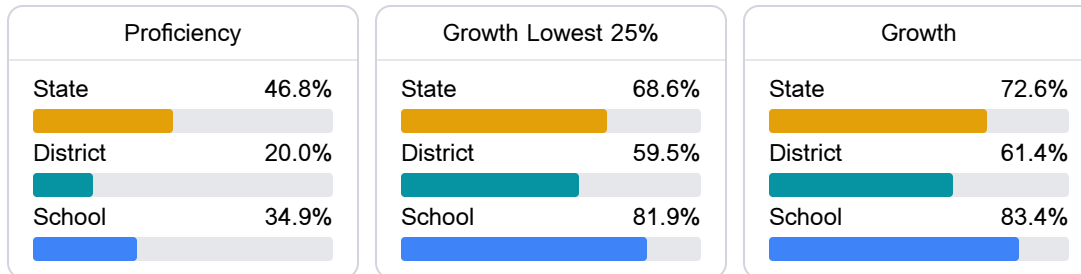 Proficiency
State 46.8%
District 20.0%
School 34.9%
Growth Lowest 25%
State 68.6%
District 59.5%
School 81.9%
Growth
State 72.6%
District 61.4%
School 83.4%